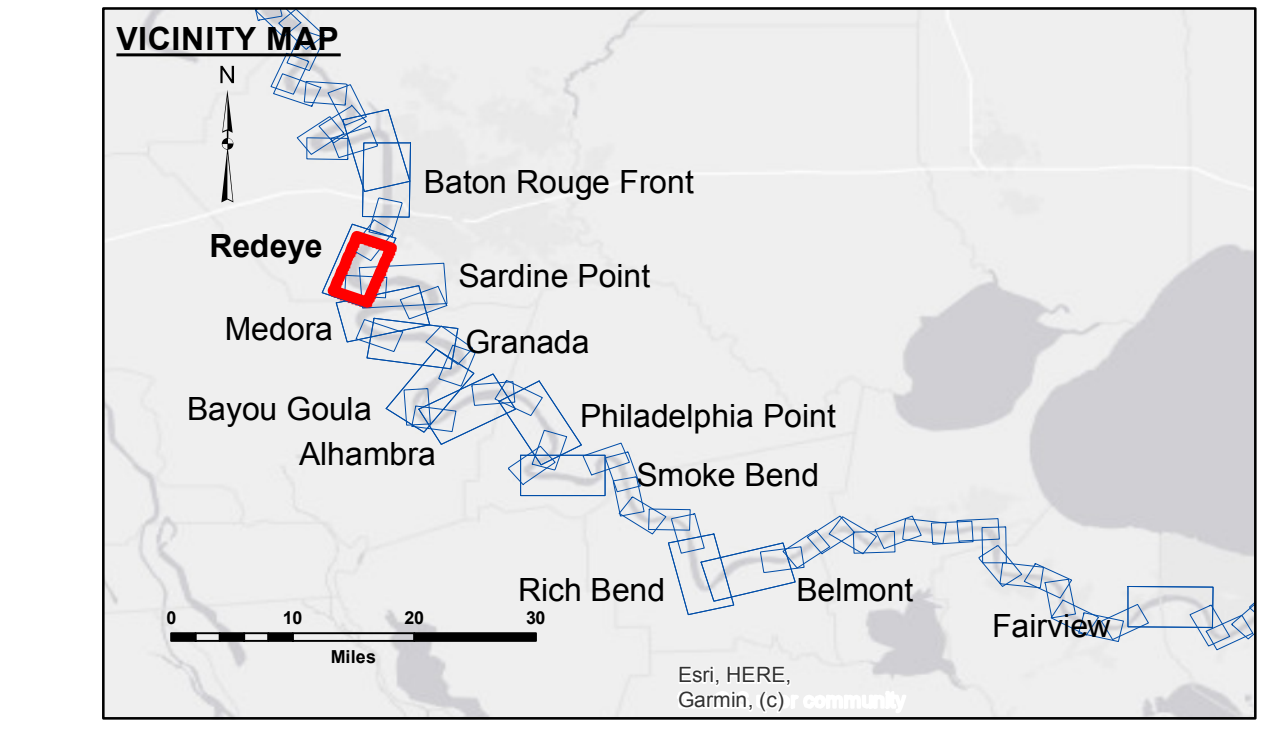 VICINITY MAP
N
Baton Rouge Front
Redeye
Sardine Point
Medora
Granada
Bayou Goula
Philadelphia Point
Alhambra
Smoke Bend
Rich Bend
Belmont
Fairview
0 10 20 30
Miles
Esri, HERE,
Garmin, (c) r community